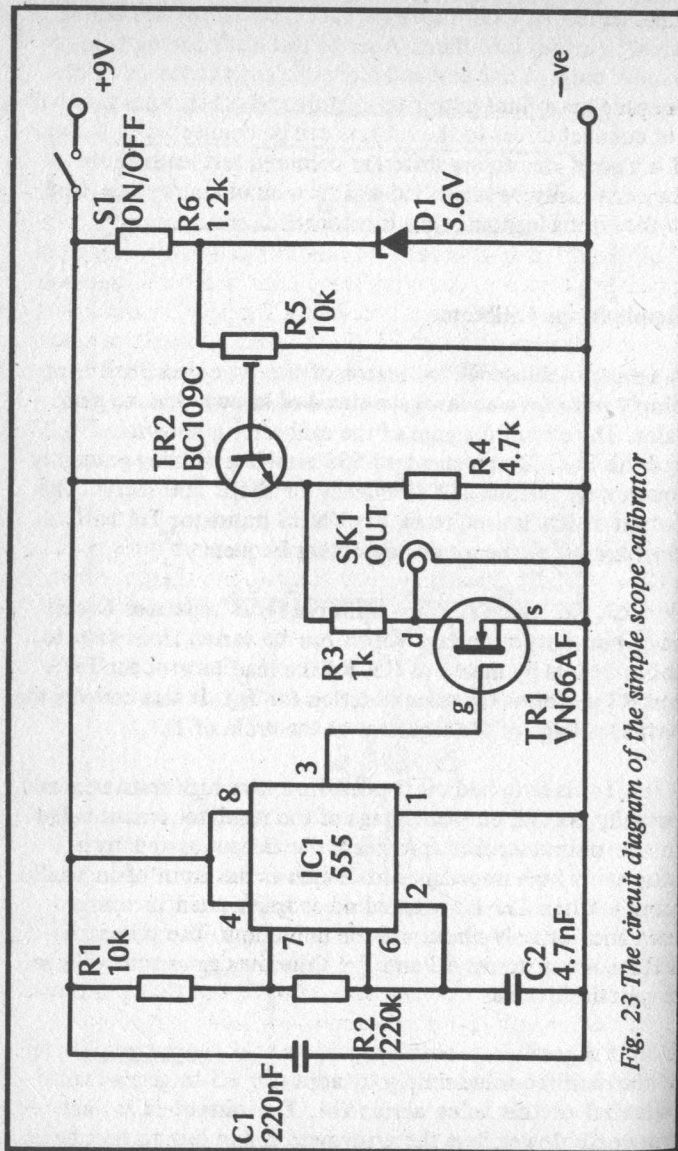 +9V
S1
ON/OFF
R6
1.2k
D1
5.6V
R5
10k
TR2
BC109C
R4
4.7k
SK1
OUT
R3
1k
d
g
s
TR1
VN66AF
IC1
555
8
4
7
6
2
3
1
R1
10k
R2
220k
C1
220nF
C2
4.7nF
-ve
Fig. 23 The circuit diagram of the simple scope calibrator